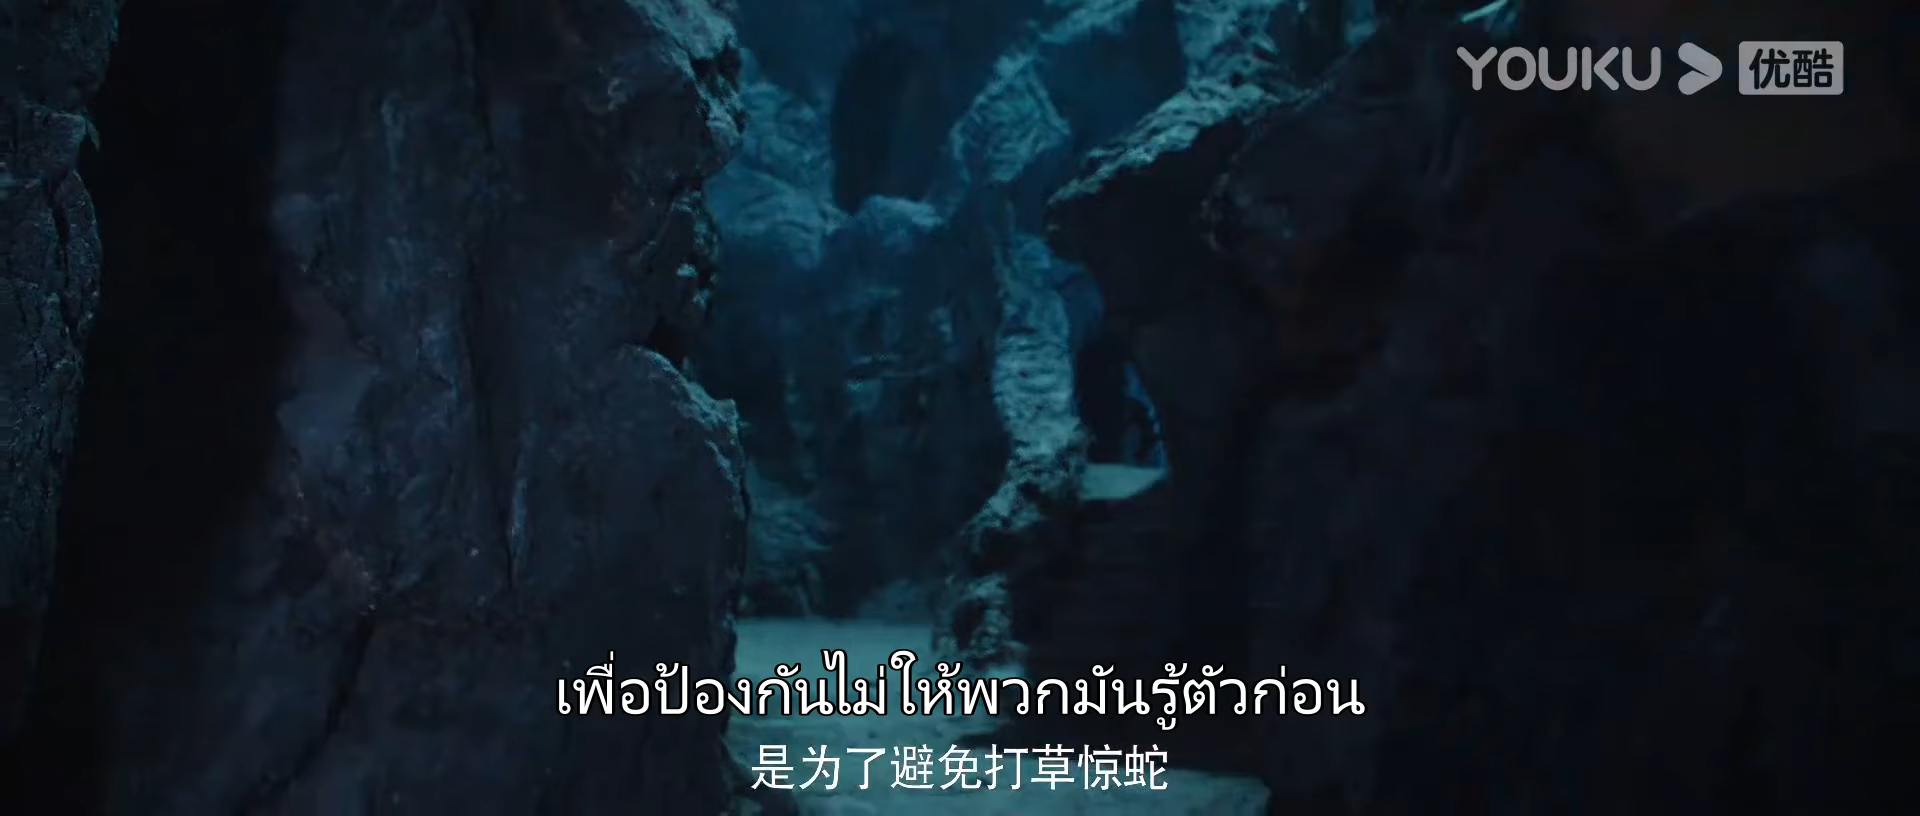 YOUKU 优酷
เพื่อป้องกันไม่ให้พวกมันรู้ตัวก่อน
是为了避免打草惊蛇